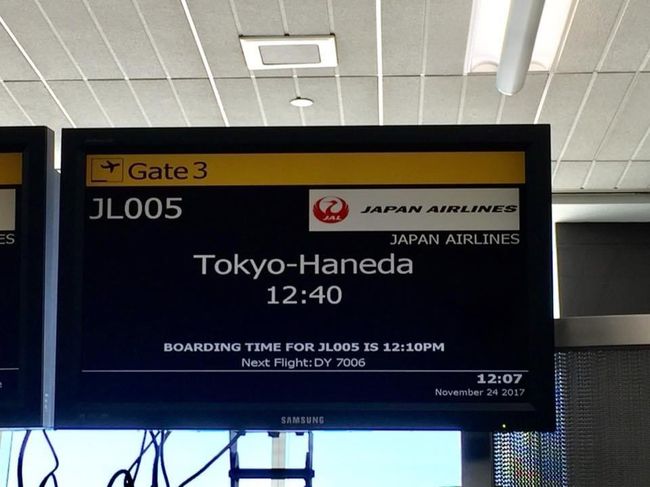 Gate 3
JL005
JAL
JAPAN AIRLINES
ES
JAPAN AIRLINES
Tokyo-Haneda
12:40
BOARDING TIME FOR JL005 IS 12:10PM
Next Flight:DY 7006
12:07
November 24 2017
SAMSUNG